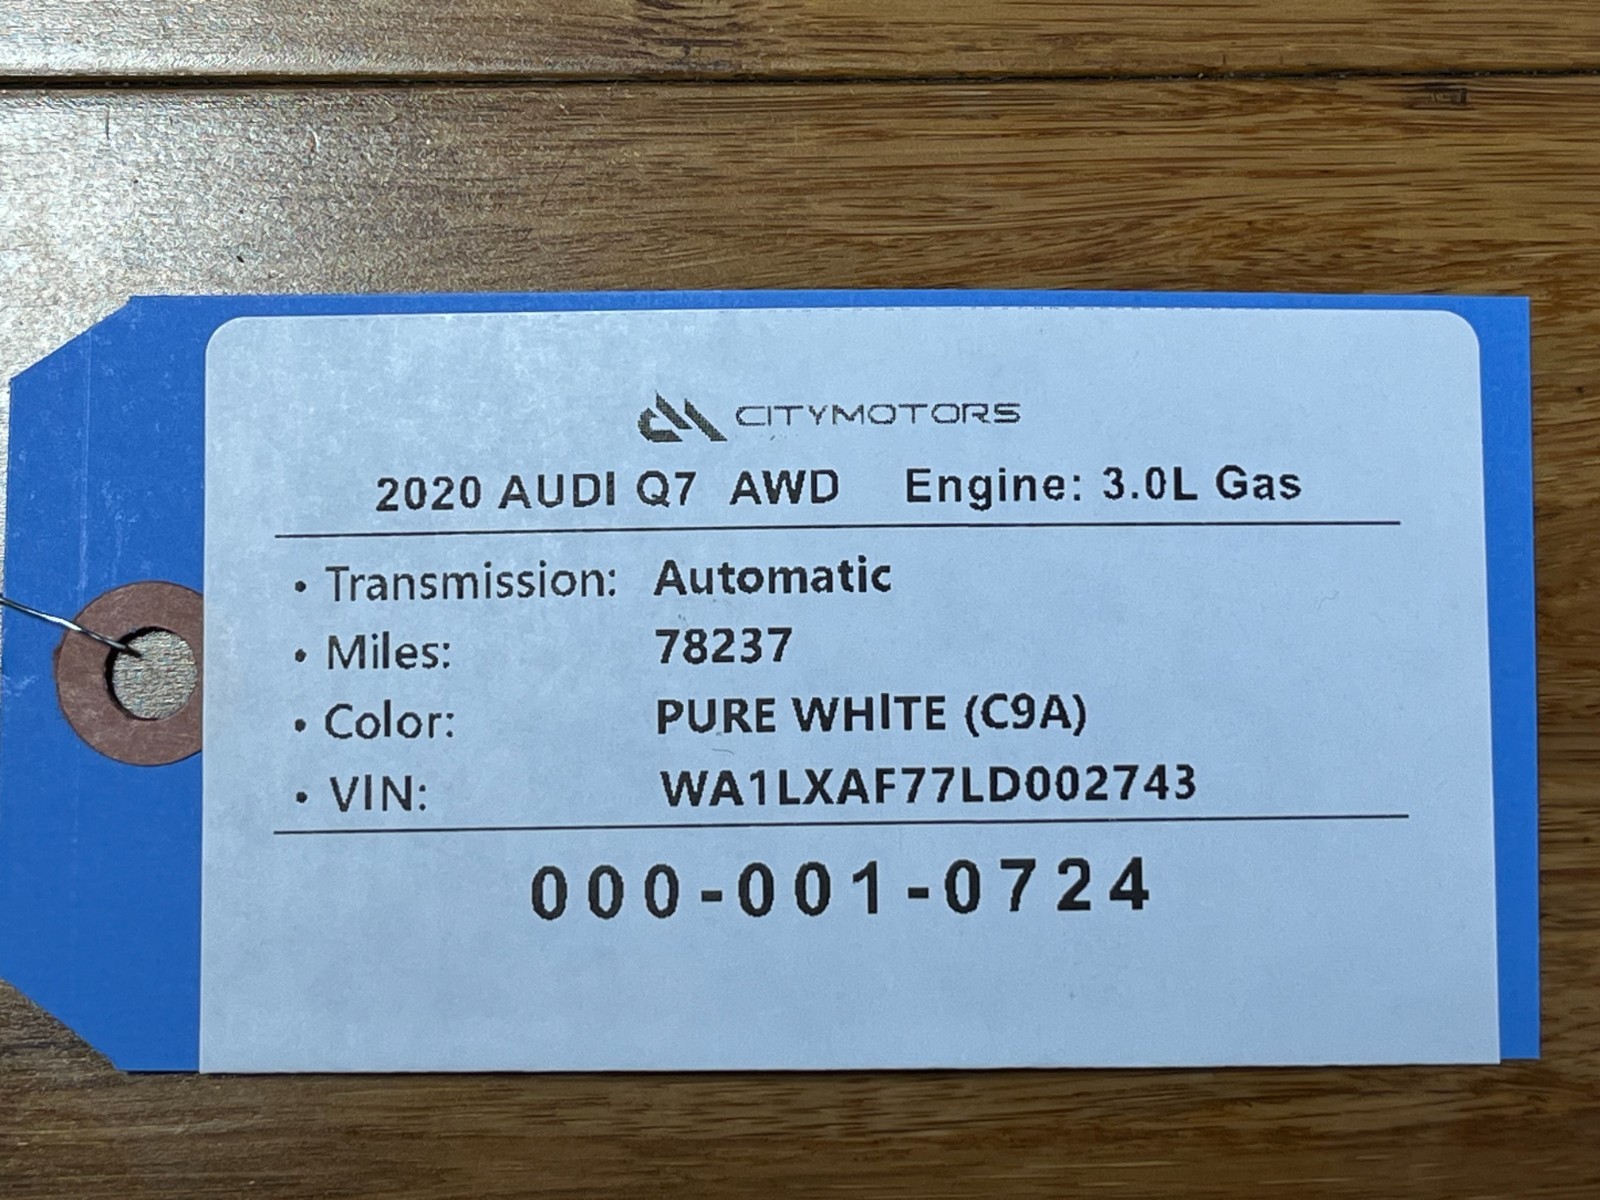 CITYMOTORS
2020 AUDI Q7 AWD Engine: 3.0L Gas
• Transmission: Automatic
• Miles: 78237
• Color: PURE WHITE (C9A)
• VIN: WA1LXAF77LD002743
000-001-0724